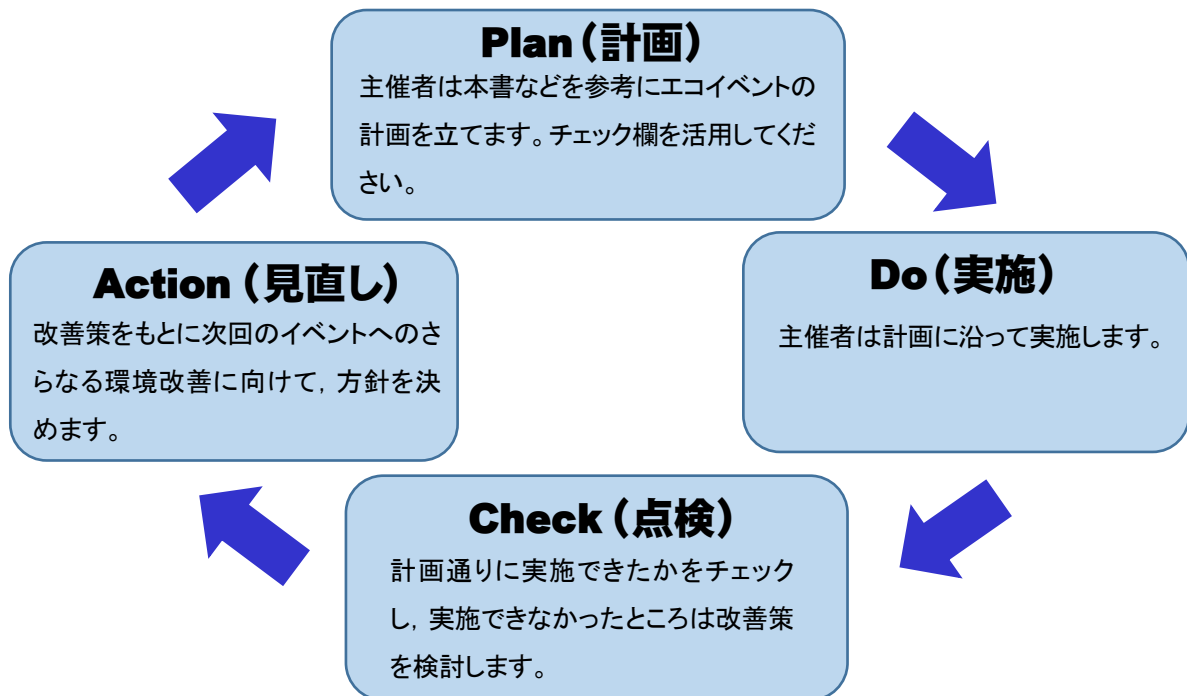 Plan（計画）
主催者は本書などを参考にエコイベントの
計画を立てます。チェック欄を活用してくだ
さい。
Do（実施）
主催者は計画に沿って実施します。
Check（点検）
計画通りに実施できたかをチェック
し，実施できなかったところは改善策
を検討します。
Action（見直し）
改善策をもとに次回のイベントへのさ
らなる環境改善に向けて，方針を決
めます。